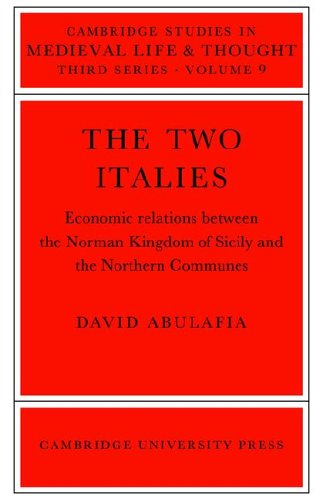 CAMBRIDGE STUDIES IN
MEDIEVAL LIFE & THOUGHT
THIRD SERIES · VOLUME 9
THE TWO
ITALIES
Economic relations between
the Norman Kingdom of Sicily and
the Northern Communes
DAVID ABULAFIA
CAMBRIDGE UNIVERSITY PRESS